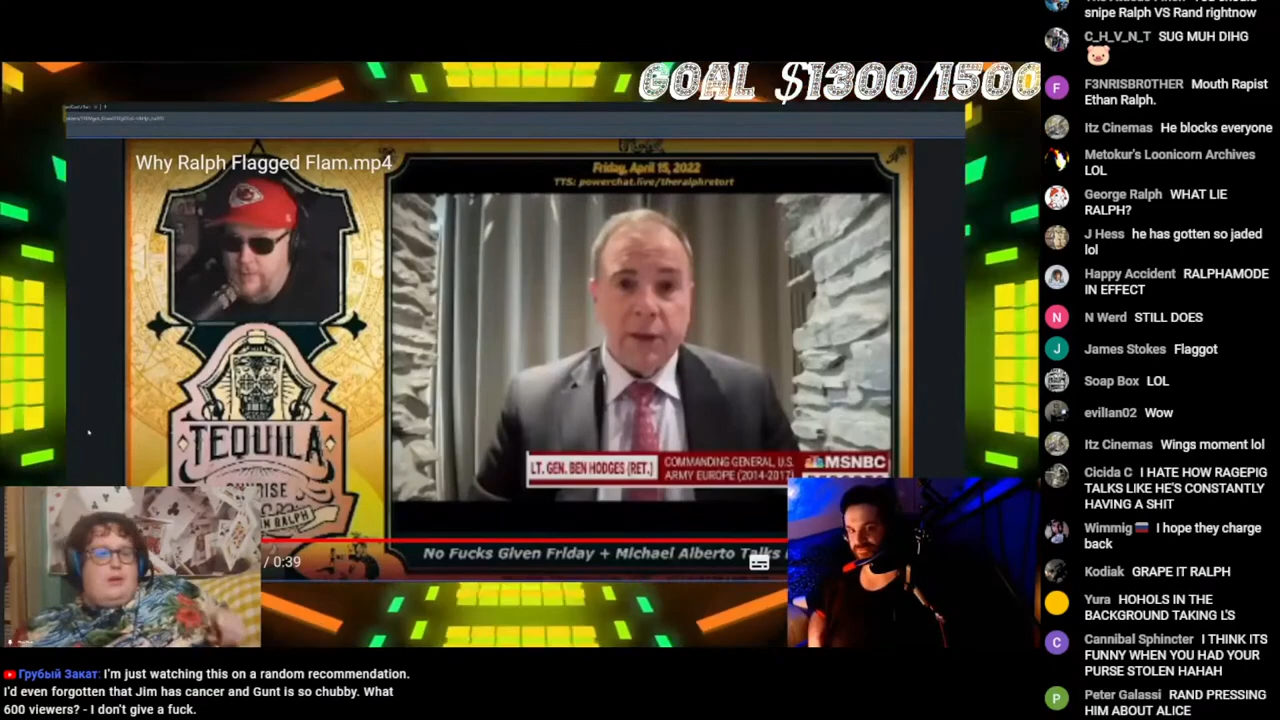 GOAL $1300/1500
Why Ralph Flagged Flam.mp4
Friday, April 15, 2022
TTS: powerchat.live/theralphretort
TEQUILA
LT. GEN. BEN HODGES (RET.)
COMMANDING GENERAL, U.S.
ARMY EUROPE (2014-2017)
MSNBC
No Fucks Given Friday + Michael Alberto Talks
/ 0:39
Грубый Закат: I'm just watching this on a random recommendation.
I'd even forgotten that Jim has cancer and Gunt is so chubby. What
600 viewers? - I don't give a fuck.
snipe Ralph VS Rand rightnow
C_H_V_N_T SUG MUH DIHG
F3NRISBR0THER Mouth Rapist
Ethan Ralph.
Itz Cinemas He blocks everyone
Metokur's Loonicorn Archives
LOL
George Ralph WHAT LIE
RALPH?
J Hess he has gotten so jaded
lol
Happy Accident RALPHAMODE
IN EFFECT
N Werd STILL DOES
James Stokes Flaggot
Soap Box LOL
evilIan02 Wow
Itz Cinemas Wings moment lol
Cicida G I HATE HOW RAGEPIG
TALKS LIKE HE'S CONSTANTLY
HAVING A SHIT
Wimmig I hope they charge
back
Kodiak GRAPE IT RALPH
Yura HOHOLS IN THE
BACKGROUND TAKING L'S
Cannibal Sphincter I THINK ITS
FUNNY WHEN YOU HAD YOUR
PURSE STOLEN HAHAH
Peter Galassi RAND PRESSING
HIM ABOUT ALICE